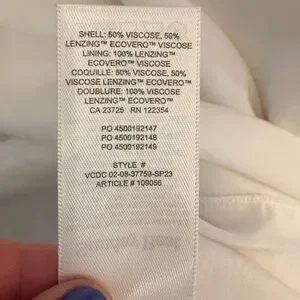 SHELL: 50% VISCOSE, 50%
LENZING™ ECOVERO™ VISCOSE
LINING: 100% LENZING™
ECOVERO™ VISCOSE
COQUILLE: 50% VISCOSE, 50%
VISCOSE LENZING™ ECOVERO™
DOUBLURE: 100% VISCOSE
LENZING™ ECOVERO™
CA 23725 RN 122354
PO 4500192147
PO 4500192148
PO 4500192149
STYLE #
VCDC 02-08-37759-SP23
ARTICLE # 109056